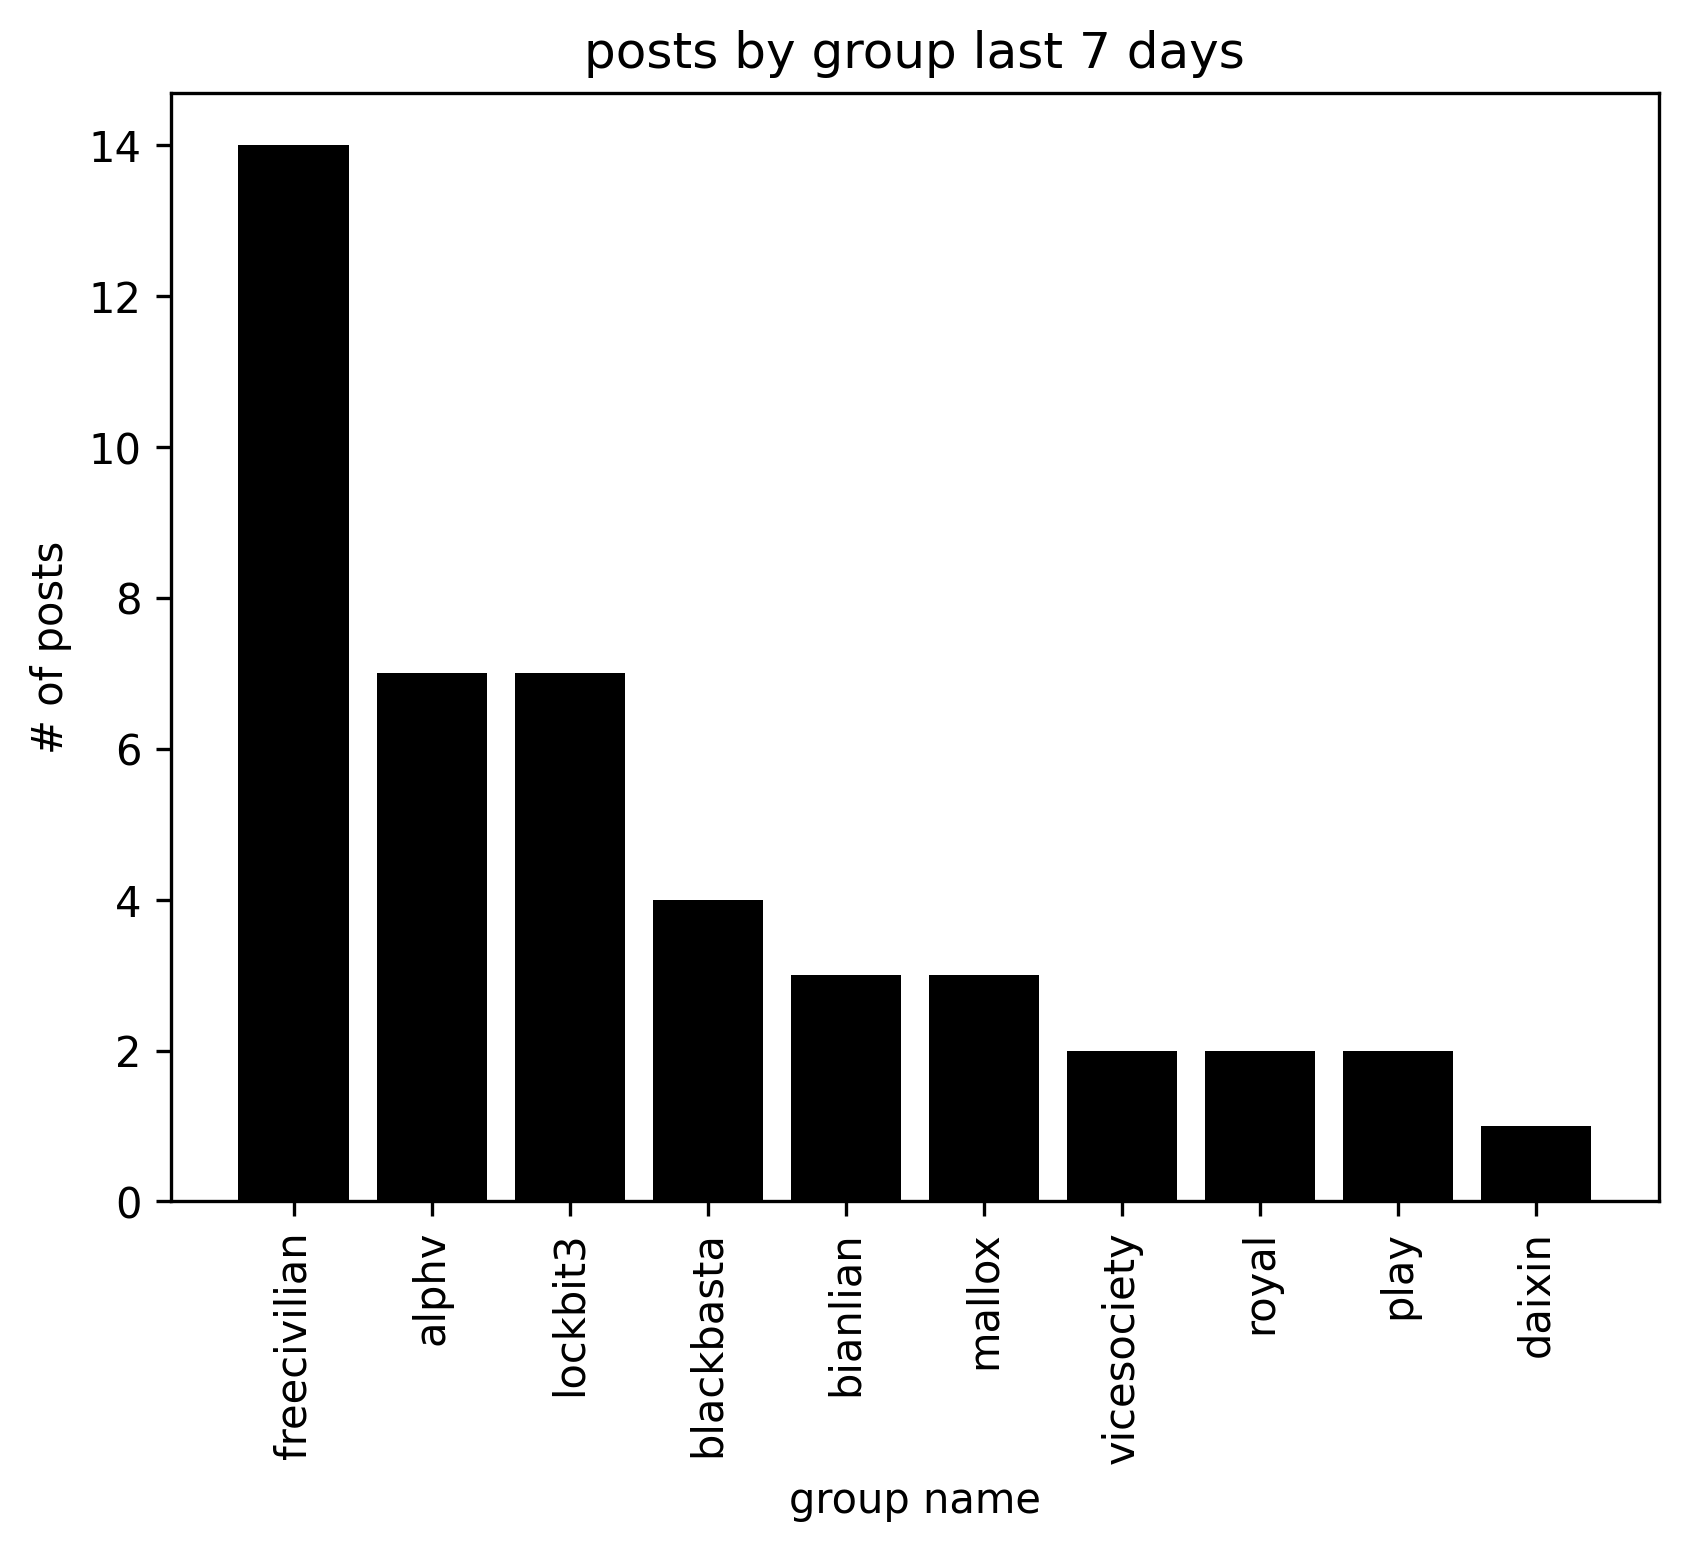 posts by group last 7 days
14
12
10
8
6
4
2
0
# of posts
freecivilian
alphv
lockbit3
blackbasta
bianlian
mallox
vicesociety
royal
play
daixin
group name